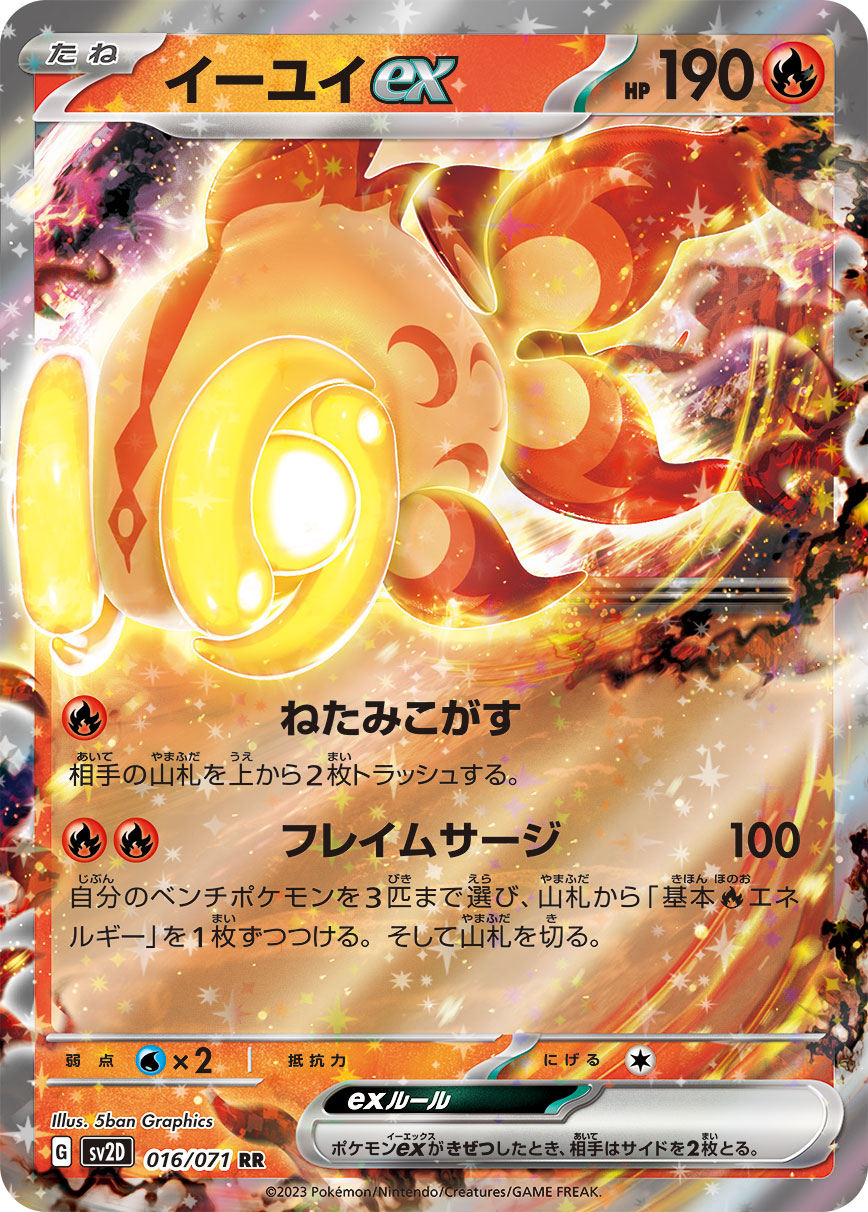 たね
イーユイex
HP 190
ねたみこがす
相手の山札を上から2枚トラッシュする。
フレイムサージ 100
自分のベンチポケモンを3匹まで選び、山札から「基本エネ
ルギー」を1枚ずつつける。そして山札を切る。
弱点 ×2 抵抗力 にげる
exルール
ポケモンexがきぜつしたとき、相手はサイドを2枚とる。
Illus. 5ban Graphics
G sv2D 016/071 RR
©2023 Pokémon/Nintendo/Creatures/GAME FREAK.